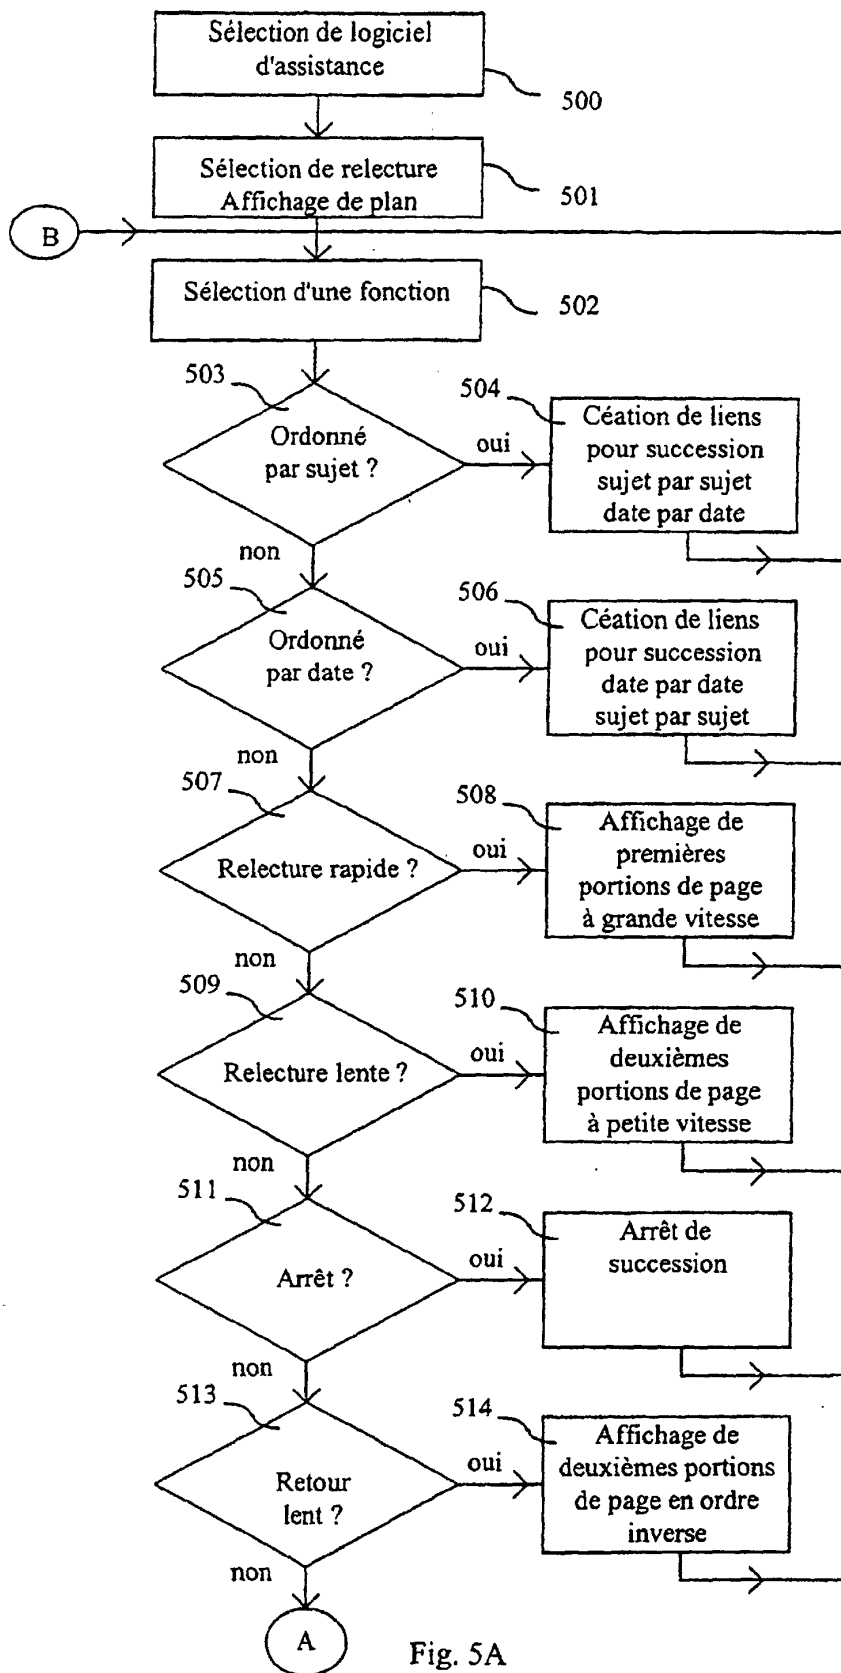 Sélection de logiciel
d'assistance
500
Sélection de relecture
Affichage de plan
501
B
Sélection d'une fonction
502
503
Ordonné
par sujet ?
oui
non
504
Céation de liens
pour succession
sujet par sujet
date par date
505
Ordonné
par date ?
oui
non
506
Céation de liens
pour succession
date par date
sujet par sujet
507
Relecture rapide ?
oui
non
508
Affichage de
premières
portions de page
à grande vitesse
509
Relecture lente ?
oui
non
510
Affichage de
deuxièmes
portions de page
à petite vitesse
511
Arrêt ?
oui
non
512
Arrêt de
succession
513
Retour
lent ?
oui
non
514
Affichage de
deuxièmes portions
de page en ordre
inverse
A
Fig. 5A